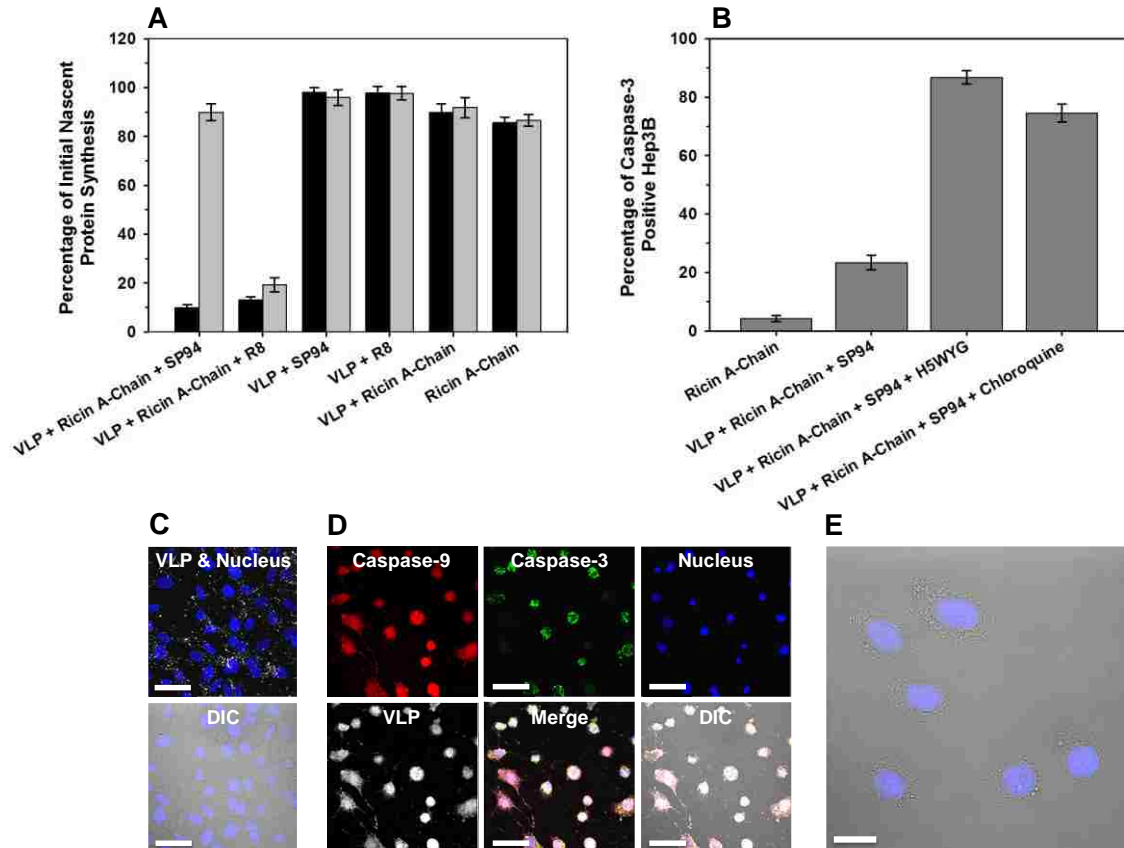 A
Percentage of Initial Nascent
Protein Synthesis
120
100
80
60
40
20
0
VLP + Ricin A-Chain + SP94
VLP + Ricin A-Chain + R8
VLP + SP94
VLP + R8
VLP + Ricin A-Chain
Ricin A-Chain
B
Percentage of Caspase-3
Positive Hep3B
100
80
60
40
20
0
Ricin A-Chain
VLP + Ricin A-Chain + SP94
VLP + Ricin A-Chain + SP94 + H5WYG
VLP + Ricin A-Chain + SP94 + Chloroquine
C
VLP & Nucleus
DIC
D
Caspase-9
Caspase-3
Nucleus
VLP
Merge
DIC
E